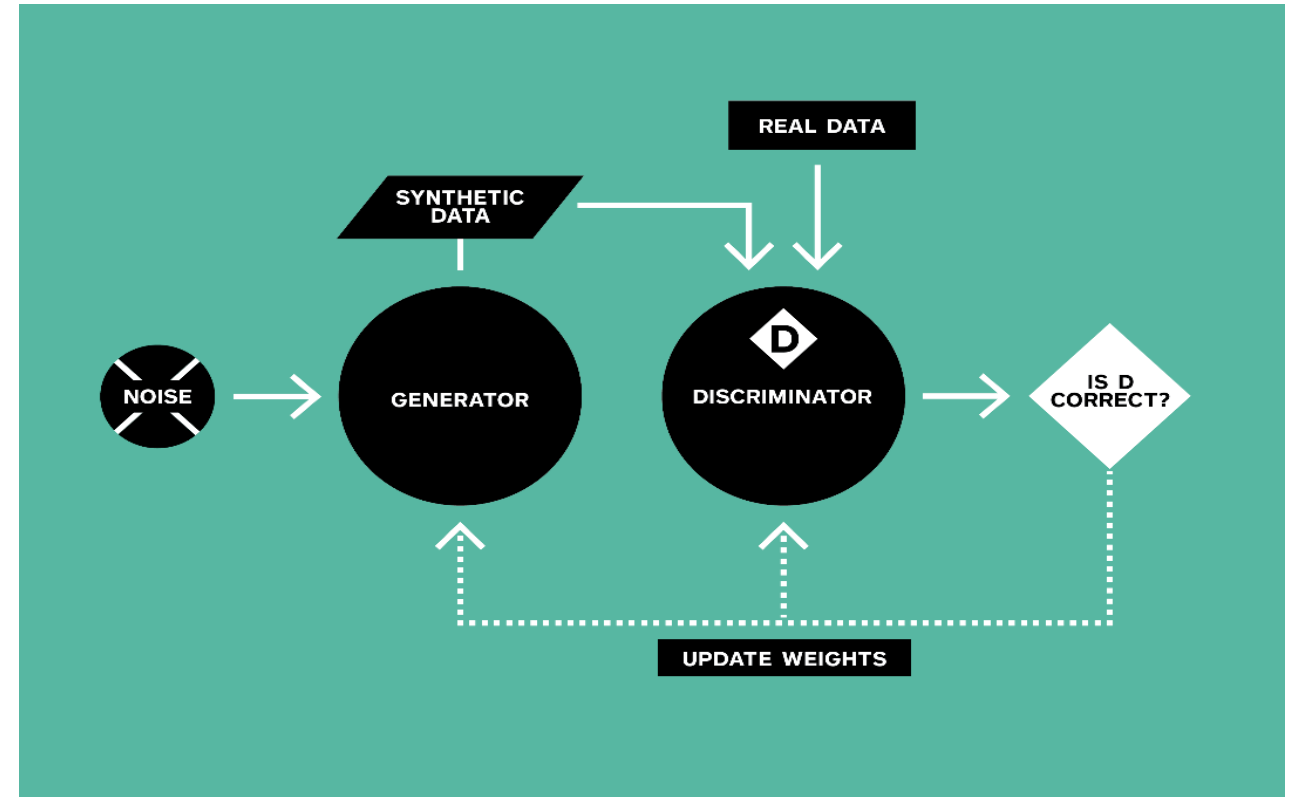 REAL DATA
SYNTHETIC
DATA
D
NOISE
GENERATOR
DISCRIMINATOR
IS D
CORRECT?
UPDATE WEIGHTS